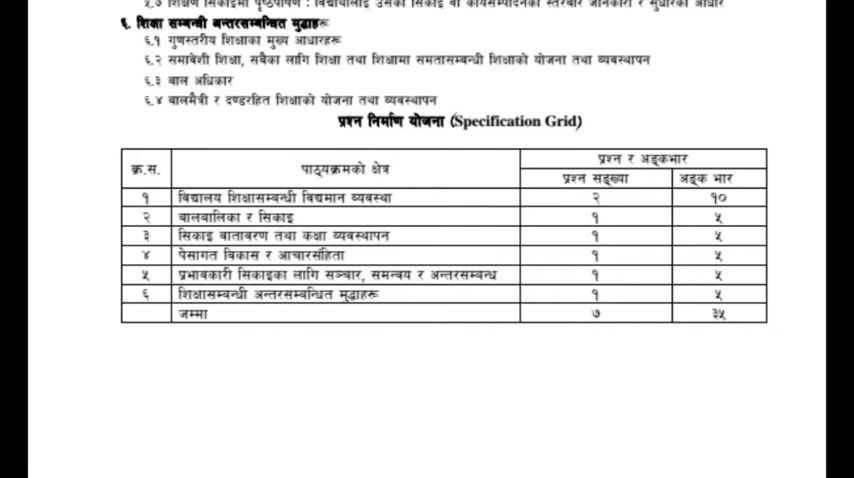 ५.७ शिक्षण सिकाइमा पृष्ठपोषण : विद्यार्थीलाई उसको सिकाइ वा कार्यसम्पादनको स्तरबारे जानकारी र सुधारका आधार
६. शिक्षा सम्बन्धी अन्तरसम्बन्धित मुद्दाहरू
६.१ गुणस्तरीय शिक्षाका मुख्य आधारहरू
६.२ समावेशी शिक्षा, सबैका लागि शिक्षा तथा शिक्षामा समतासम्बन्धी शिक्षाको योजना तथा व्यवस्थापन
६.३ बाल अधिकार
६.४ बालमैत्री र दण्डरहित शिक्षाको योजना तथा व्यवस्थापन
प्रश्न निर्माण योजना (Specification Grid)
क्र.स. पाठ्यक्रमको क्षेत्र प्रश्न र अङ्कभार
प्रश्न सङ्ख्या अङ्क भार
१ विद्यालय शिक्षासम्बन्धी विद्यमान व्यवस्था २ १०
२ बालबालिका र सिकाइ १ ५
३ सिकाइ वातावरण तथा कक्षा व्यवस्थापन १ ५
४ पेसागत विकास र आचारसंहिता १ ५
५ प्रभावकारी सिकाइका लागि सञ्चार, समन्वय र अन्तरसम्बन्ध १ ५
६ शिक्षासम्बन्धी अन्तरसम्बन्धित मुद्धाहरू १ ५
जम्मा ७ ३५